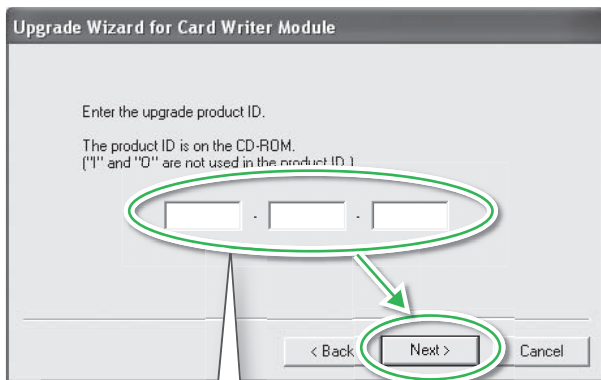 Upgrade Wizard for Card Writer Module
Enter the upgrade product ID.
The product ID is on the CD-ROM.
("I" and "O" are not used in the product ID.)
- -
< Back Next > Cancel